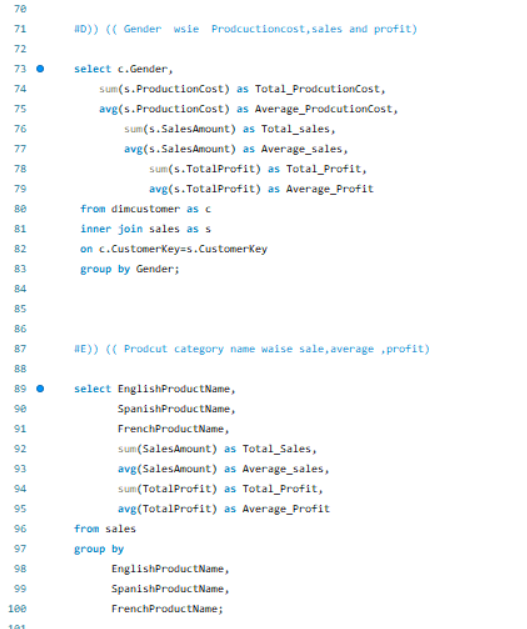 70
71 #D)) (( Gender wsie Prodcuctioncost,sales and profit)
72
73 select c.Gender,
74 sum(s.ProductionCost) as Total_ProdcutionCost,
75 avg(s.ProductionCost) as Average_ProdcutionCost,
76 sum(s.SalesAmount) as Total_sales,
77 avg(s.SalesAmount) as Average_sales,
78 sum(s.TotalProfit) as Total_Profit,
79 avg(s.TotalProfit) as Average_Profit
80 from dimcustomer as c
81 inner join sales as s
82 on c.CustomerKey=s.CustomerKey
83 group by Gender;
84
85
86
87 #E)) (( Prodcut category name waise sale,average ,profit)
88
89 select EnglishProductName,
90 SpanishProductName,
91 FrenchProductName,
92 sum(SalesAmount) as Total_Sales,
93 avg(SalesAmount) as Average_sales,
94 sum(TotalProfit) as Total_Profit,
95 avg(TotalProfit) as Average_Profit
96 from sales
97 group by
98 EnglishProductName,
99 SpanishProductName,
100 FrenchProductName;
101